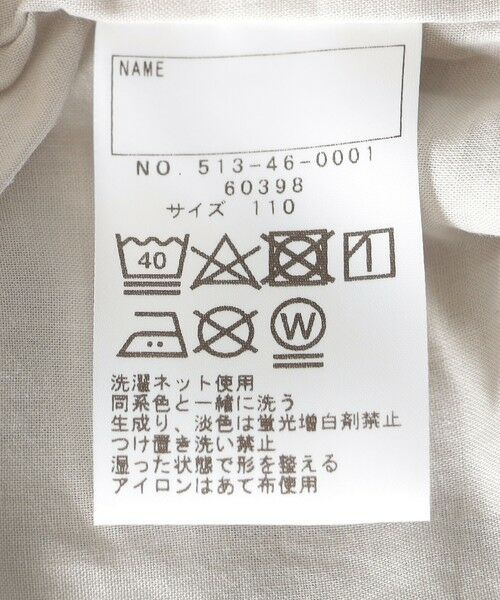 NAME
NO. 513-46-0001
60398
サイズ 110
40
W
洗濯ネット使用
同系色と一緒に洗う
生成り、淡色は蛍光増白剤禁止
つけ置き洗い禁止
湿った状態で形を整える
アイロンはあて布使用